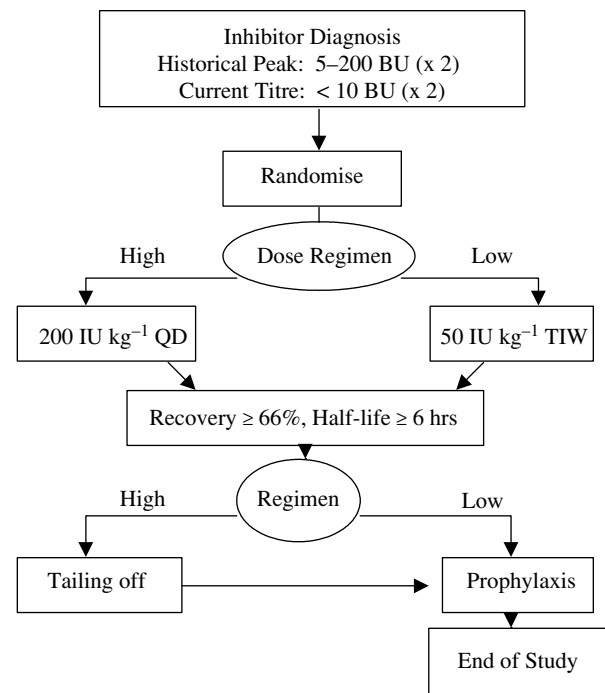 Inhibitor Diagnosis
Historical Peak: 5–200 BU (x 2)
Current Titre: < 10 BU (x 2)
Randomise
Dose Regimen
High
Low
200 IU kg⁻¹ QD
50 IU kg⁻¹ TIW
Recovery ≥ 66%, Half-life ≥ 6 hrs
Regimen
High
Low
Tailing off
Prophylaxis
End of Study